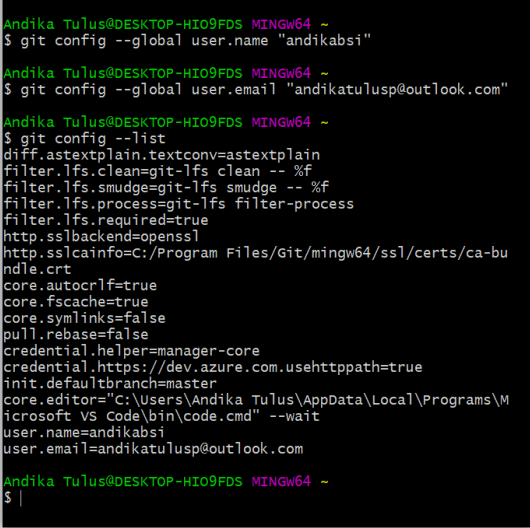 Andika Tulus@DESKTOP-HIO9FDS MINGW64 ~
$ git config --global user.name "andikabsi"
Andika Tulus@DESKTOP-HIO9FDS MINGW64 ~
$ git config --global user.email "andikatulusp@outlook.com"
Andika Tulus@DESKTOP-HIO9FDS MINGW64 ~
$ git config --list
diff.astextplain.textconv=astextplain
filter.lfs.clean=git-lfs clean -- %f
filter.lfs.smudge=git-lfs smudge -- %f
filter.lfs.process=git-lfs filter-process
filter.lfs.required=true
http.sslbackend=openssl
http.sslcainfo=C:/Program Files/Git/mingw64/ssl/certs/ca-bu
ndle.crt
core.autocrlf=true
core.fscache=true
core.symlinks=false
pull.rebase=false
credential.helper=manager-core
credential.https://dev.azure.com.usehttppath=true
init.defaultbranch=master
core.editor="C:\Users\Andika Tulus\AppData\Local\Programs\M
icrosoft VS Code\bin\code.cmd" --wait
user.name=andikabsi
user.email=andikatulusp@outlook.com
Andika Tulus@DESKTOP-HIO9FDS MINGW64 ~
$